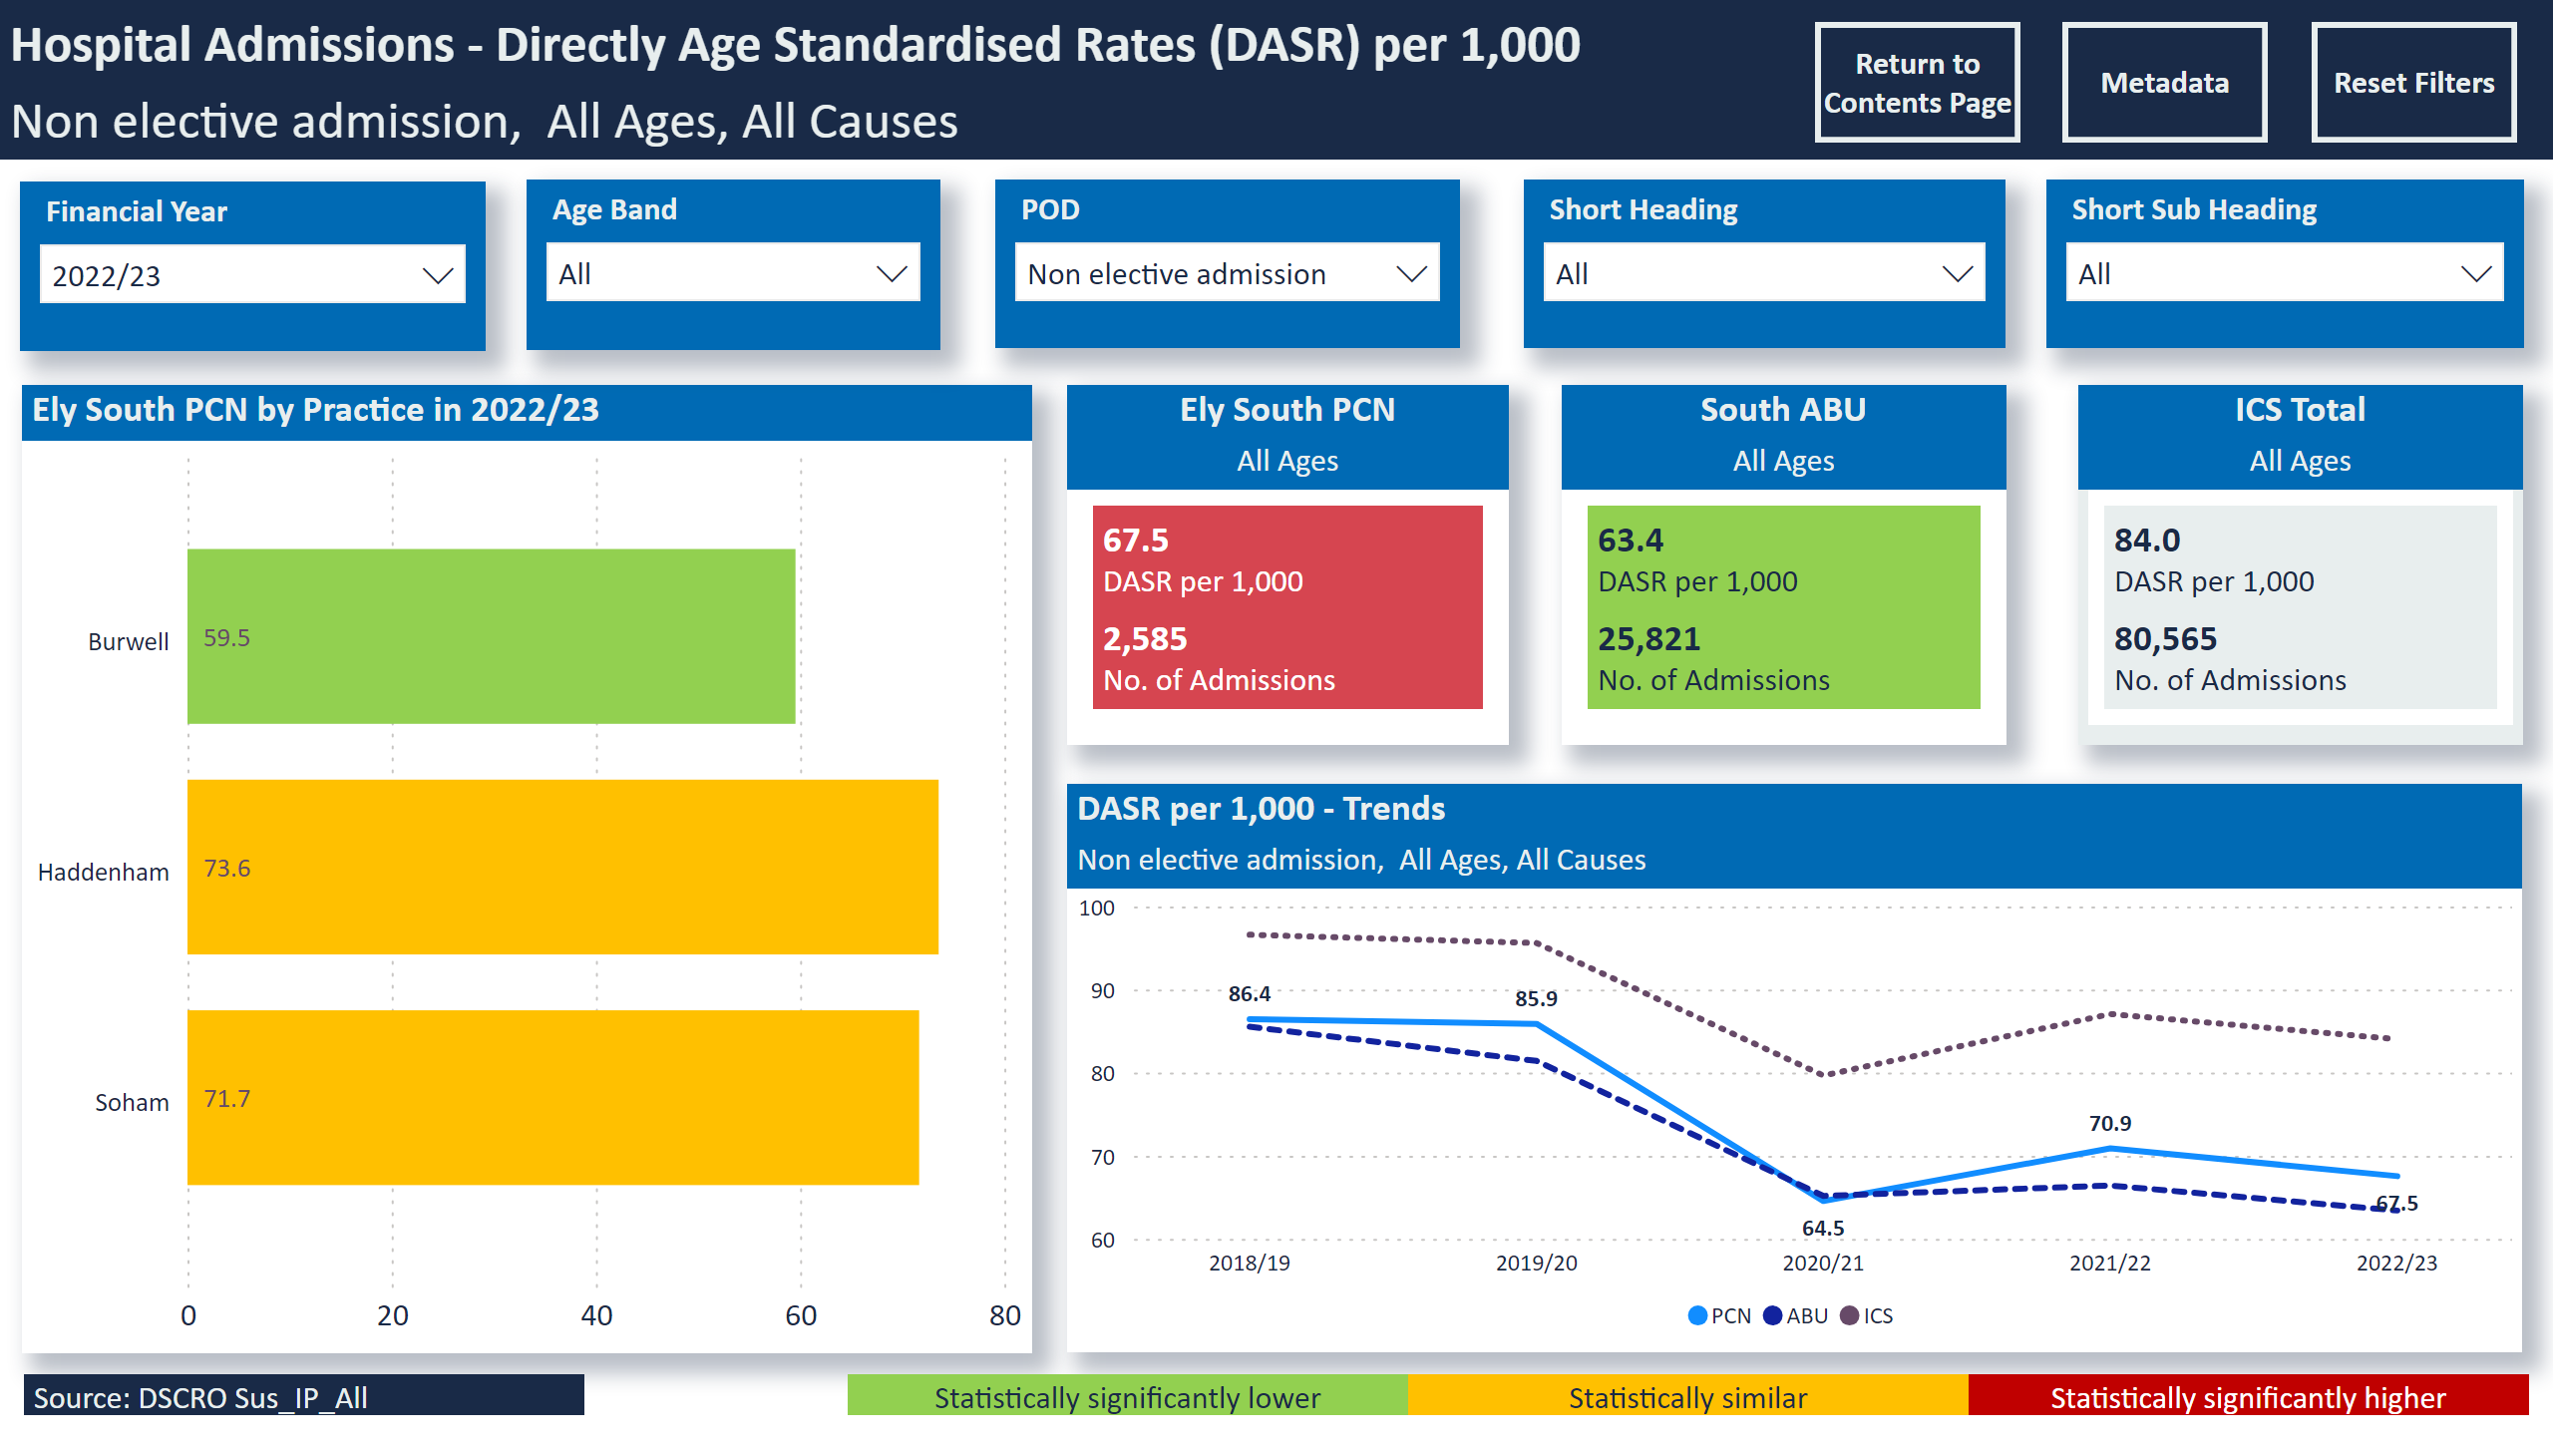 Hospital Admissions - Directly Age Standardised Rates (DASR) per 1,000
Non elective admission,  All Ages, All Causes
Return to
Contents Page
Metadata
Reset Filters
Financial Year
2022/23
Age Band
All
POD
Non elective admission
Short Heading
All
Short Sub Heading
All
Ely South PCN by Practice in 2022/23
Burwell
59.5
Haddenham
73.6
Soham
71.7
0 20 40 60 80
Ely South PCN
All Ages
67.5
DASR per 1,000
2,585
No. of Admissions
South ABU
All Ages
63.4
DASR per 1,000
25,821
No. of Admissions
ICS Total
All Ages
84.0
DASR per 1,000
80,565
No. of Admissions
DASR per 1,000 - Trends
Non elective admission,  All Ages, All Causes
100
90
80
70
60
86.4
85.9
64.5
70.9
67.5
2018/19 2019/20 2020/21 2021/22 2022/23
PCN ABU ICS
Source: DSCRO Sus_IP_All
Statistically significantly lower
Statistically similar
Statistically significantly higher